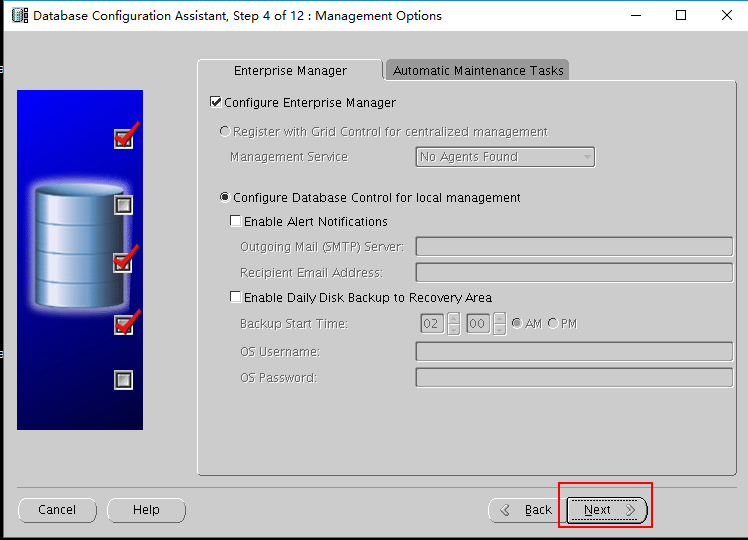 Database Configuration Assistant, Step 4 of 12 : Management Options
Enterprise Manager
Automatic Maintenance Tasks
Configure Enterprise Manager
Register with Grid Control for centralized management
Management Service
No Agents Found
Configure Database Control for local management
Enable Alert Notifications
Outgoing Mail (SMTP) Server:
Recipient Email Address:
Enable Daily Disk Backup to Recovery Area
Backup Start Time:
02
00
AM
PM
OS Username:
OS Password:
Cancel
Help
Back
Next